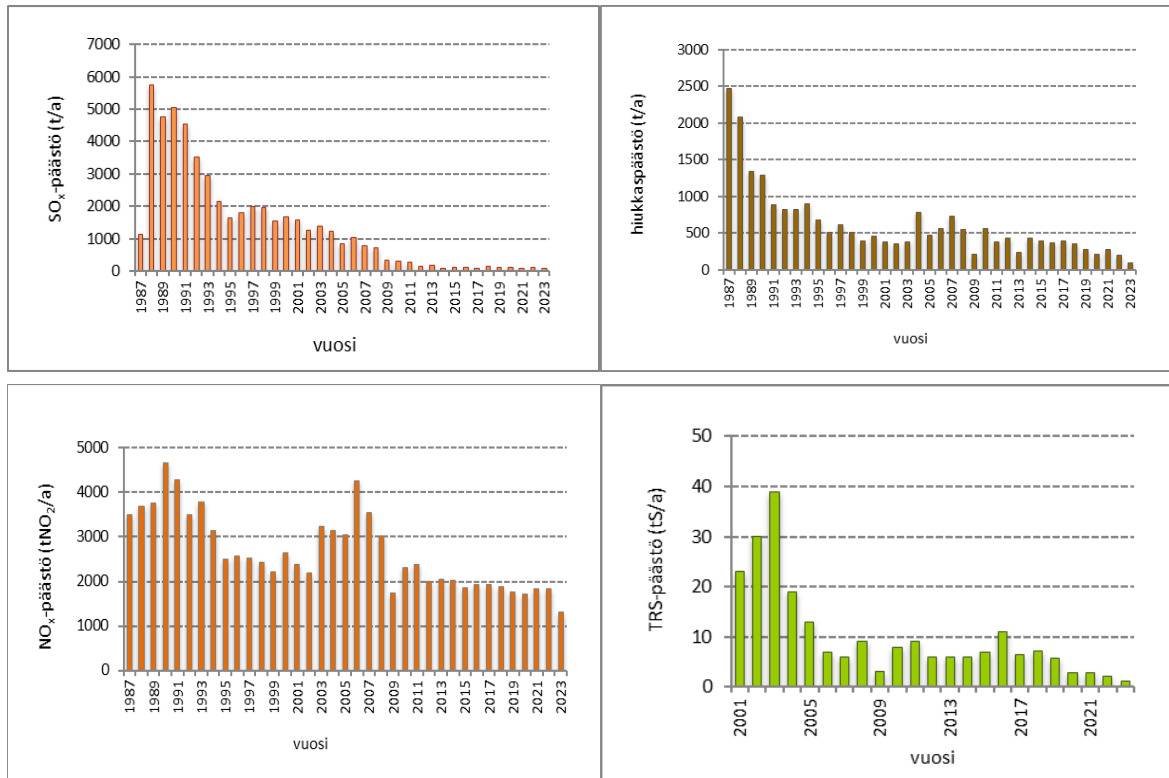 SOₓ-päästö (t/a)
7000
6000
5000
4000
3000
2000
1000
0
1987 1989 1991 1993 1995 1997 1999 2001 2003 2005 2007 2009 2011 2013 2015 2017 2019 2021 2023
vuosi
hiukkaspäästö (t/a)
3000
2500
2000
1500
1000
500
0
1987 1989 1991 1993 1995 1997 1999 2001 2003 2005 2007 2009 2011 2013 2015 2017 2019 2021 2023
vuosi
NOₓ-päästö (tNO₂/a)
5000
4000
3000
2000
1000
0
1987 1989 1991 1993 1995 1997 1999 2001 2003 2005 2007 2009 2011 2013 2015 2017 2019 2021 2023
vuosi
TRS-päästö (tS/a)
50
40
30
20
10
0
2001 2005 2009 2013 2017 2021
vuosi